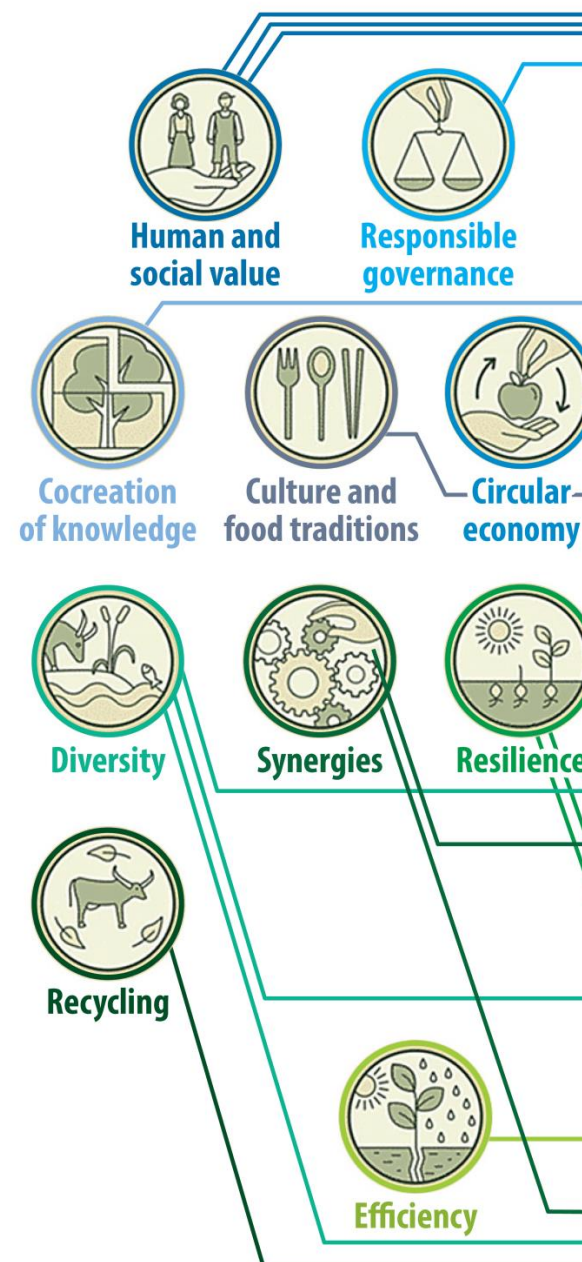 Human and
social value
Responsible
governance
Cocreation
of knowledge
Culture and
food traditions
Circular
economy
Diversity
Synergies
Resilience
Recycling
Efficiency